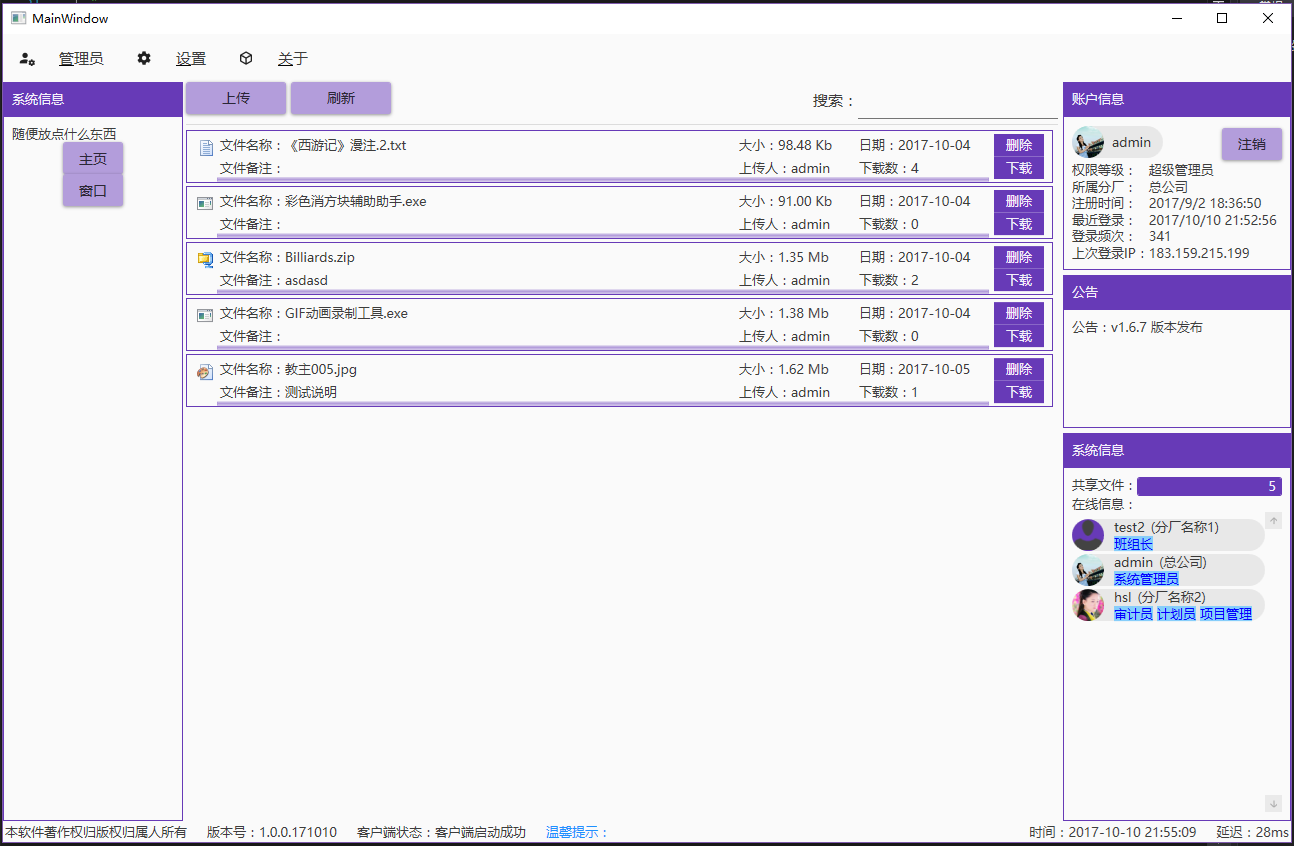 MainWindow
管理员 设置 关于
系统信息
随便放点什么东西
主页
窗口
上传 刷新 搜索：
文件名称：《西游记》漫注.2.txt 大小：98.48 Kb 日期：2017-10-04 删除
文件备注： 上传人：admin 下载数：4 下载
文件名称：彩色消方块辅助助手.exe 大小：91.00 Kb 日期：2017-10-04 删除
文件备注： 上传人：admin 下载数：0 下载
文件名称：Billiards.zip 大小：1.35 Mb 日期：2017-10-04 删除
文件备注：asdasd 上传人：admin 下载数：2 下载
文件名称：GIF动画录制工具.exe 大小：1.38 Mb 日期：2017-10-04 删除
文件备注： 上传人：admin 下载数：0 下载
文件名称：教主005.jpg 大小：1.62 Mb 日期：2017-10-05 删除
文件备注：测试说明 上传人：admin 下载数：1 下载
账户信息
admin 注销
权限等级： 超级管理员
所属分厂： 总公司
注册时间： 2017/9/2 18:36:50
最近登录： 2017/10/10 21:52:56
登录频次： 341
上次登录IP：183.159.215.199
公告
公告：v1.6.7 版本发布
系统信息
共享文件： 5
在线信息：
test2 (分厂名称1)
班组长
admin (总公司)
系统管理员
hsl (分厂名称2)
审计员 计划员 项目管理
本软件著作权归版权归属人所有 版本号：1.0.0.171010 客户端状态：客户端启动成功 温馨提示： 时间：2017-10-10 21:55:09 延迟：28ms